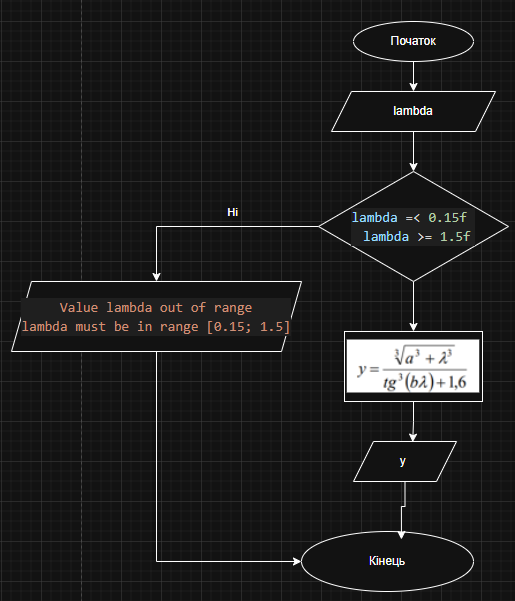 Початок
lambda
lambda =< 0.15f
lambda >= 1.5f
Ні
Value lambda out of range
lambda must be in range [0.15; 1.5]
y = ∛(a³ + λ³) / (tg³(bλ) + 1,6)
y
Кінець